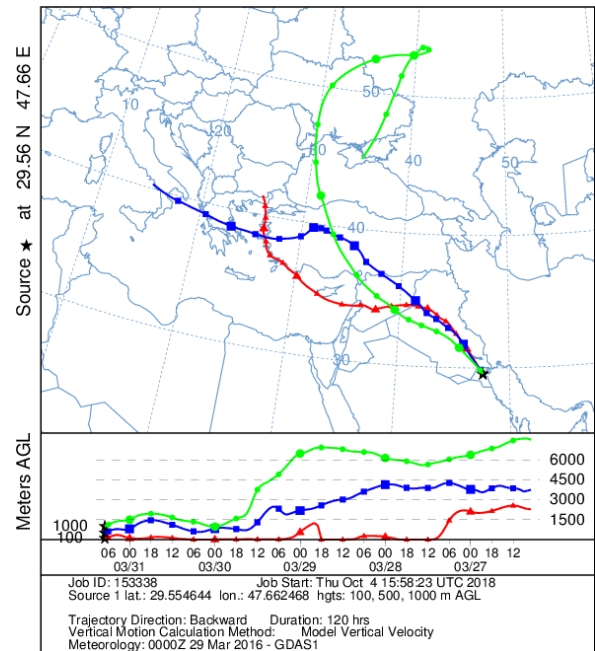 Source ★ at 29.56 N 47.66 E
10
20
30
40
50
50
40
40
30
Meters AGL
6000
4500
3000
1500
1000
100
06 00 18 12 06 00 18 12 06 00 18 12 06 00 18 12 06 00 18 12
03/31 03/30 03/29 03/28 03/27
Job ID: 153338 Job Start: Thu Oct 4 15:58:23 UTC 2018
Source 1 lat.: 29.554644 lon.: 47.662468 hgts: 100, 500, 1000 m AGL
Trajectory Direction: Backward Duration: 120 hrs
Vertical Motion Calculation Method: Model Vertical Velocity
Meteorology: 0000Z 29 Mar 2016 - GDAS1